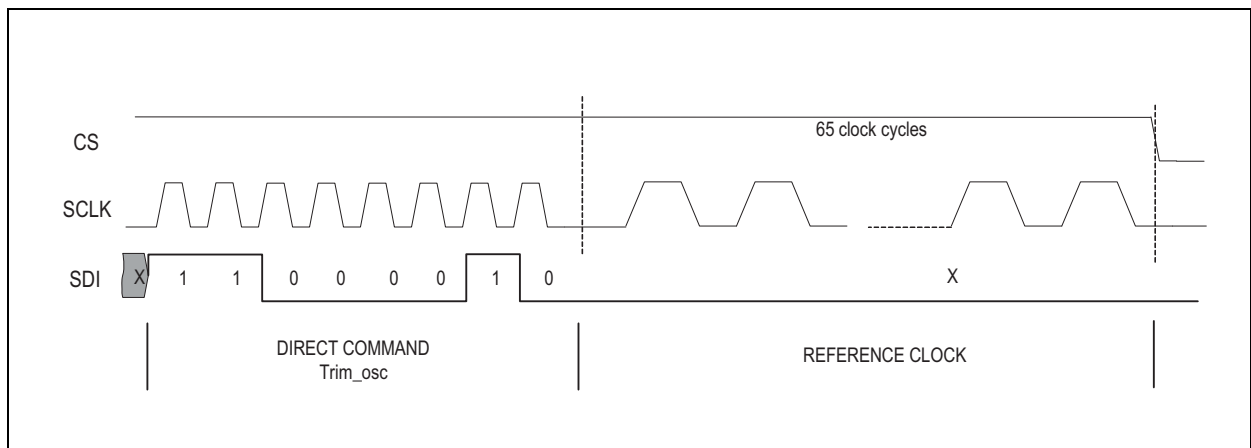 CS
65 clock cycles
SCLK
SDI
X 1 1 0 0 0 0 1 0 X
DIRECT COMMAND
Trim_osc
REFERENCE CLOCK